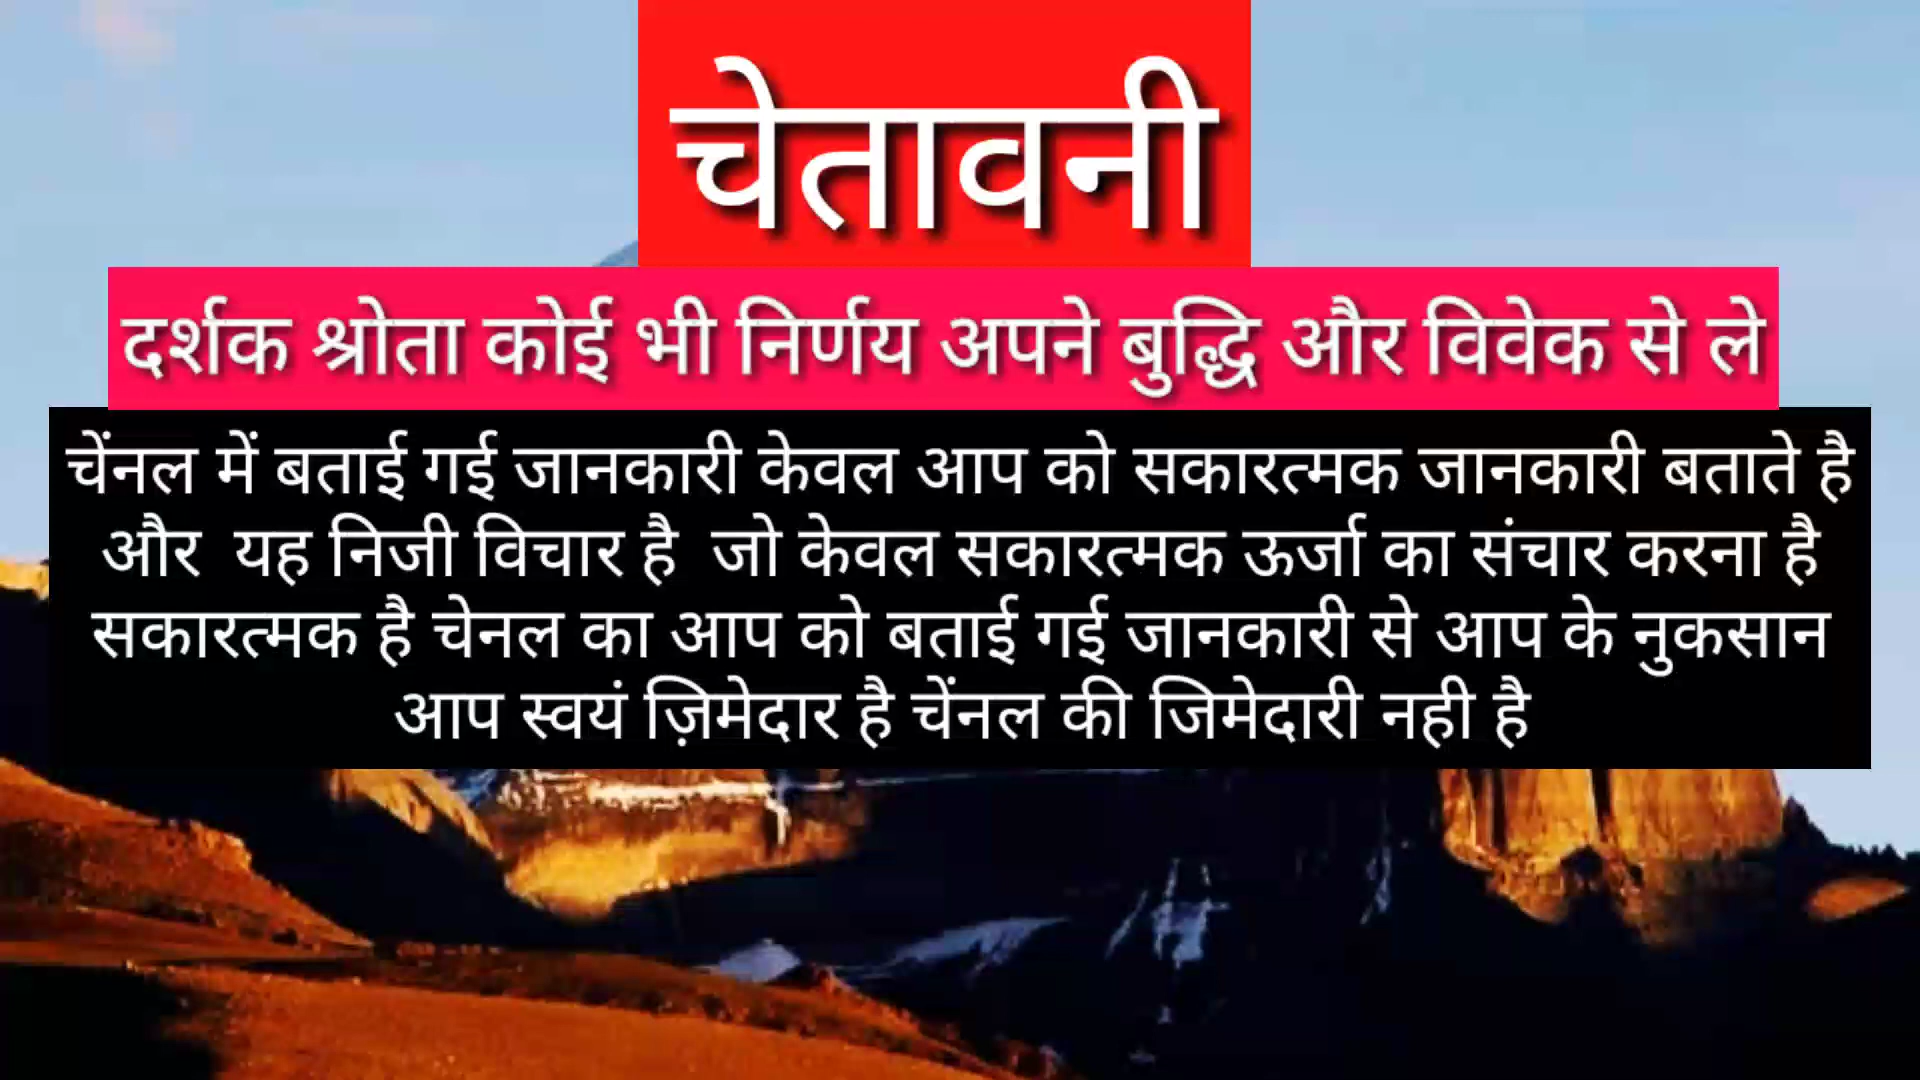 चेतावनी
दर्शक श्रोता कोई भी निर्णय अपने बुद्धि और विवेक से ले
चेंनल में बताई गई जानकारी केवल आप को सकारत्मक जानकारी बताते है
और यह निजी विचार है जो केवल सकारत्मक ऊर्जा का संचार करना है
सकारत्मक है चेनल का आप को बताई गई जानकारी से आप के नुकसान
आप स्वयं ज़िमेदार है चेंनल की जिमेदारी नही है